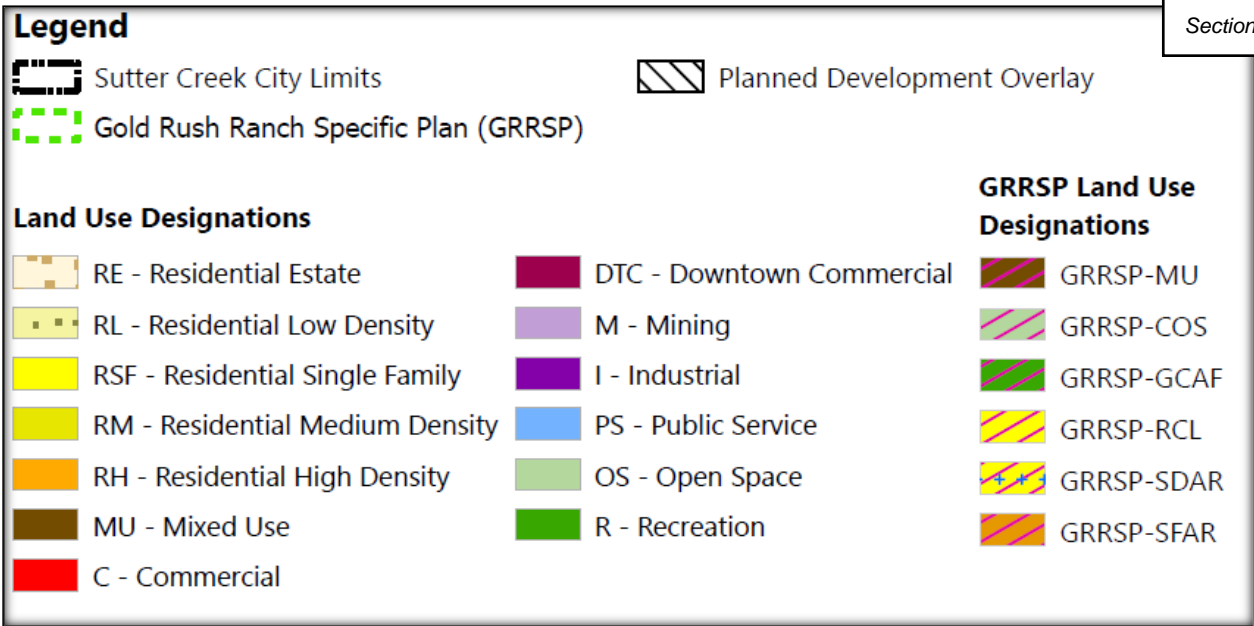 Section
Legend
Sutter Creek City Limits
Planned Development Overlay
Gold Rush Ranch Specific Plan (GRRSP)
Land Use Designations
RE - Residential Estate
RL - Residential Low Density
RSF - Residential Single Family
RM - Residential Medium Density
RH - Residential High Density
MU - Mixed Use
C - Commercial
DTC - Downtown Commercial
M - Mining
I - Industrial
PS - Public Service
OS - Open Space
R - Recreation
GRRSP Land Use
Designations
GRRSP-MU
GRRSP-COS
GRRSP-GCAF
GRRSP-RCL
GRRSP-SDAR
GRRSP-SFAR